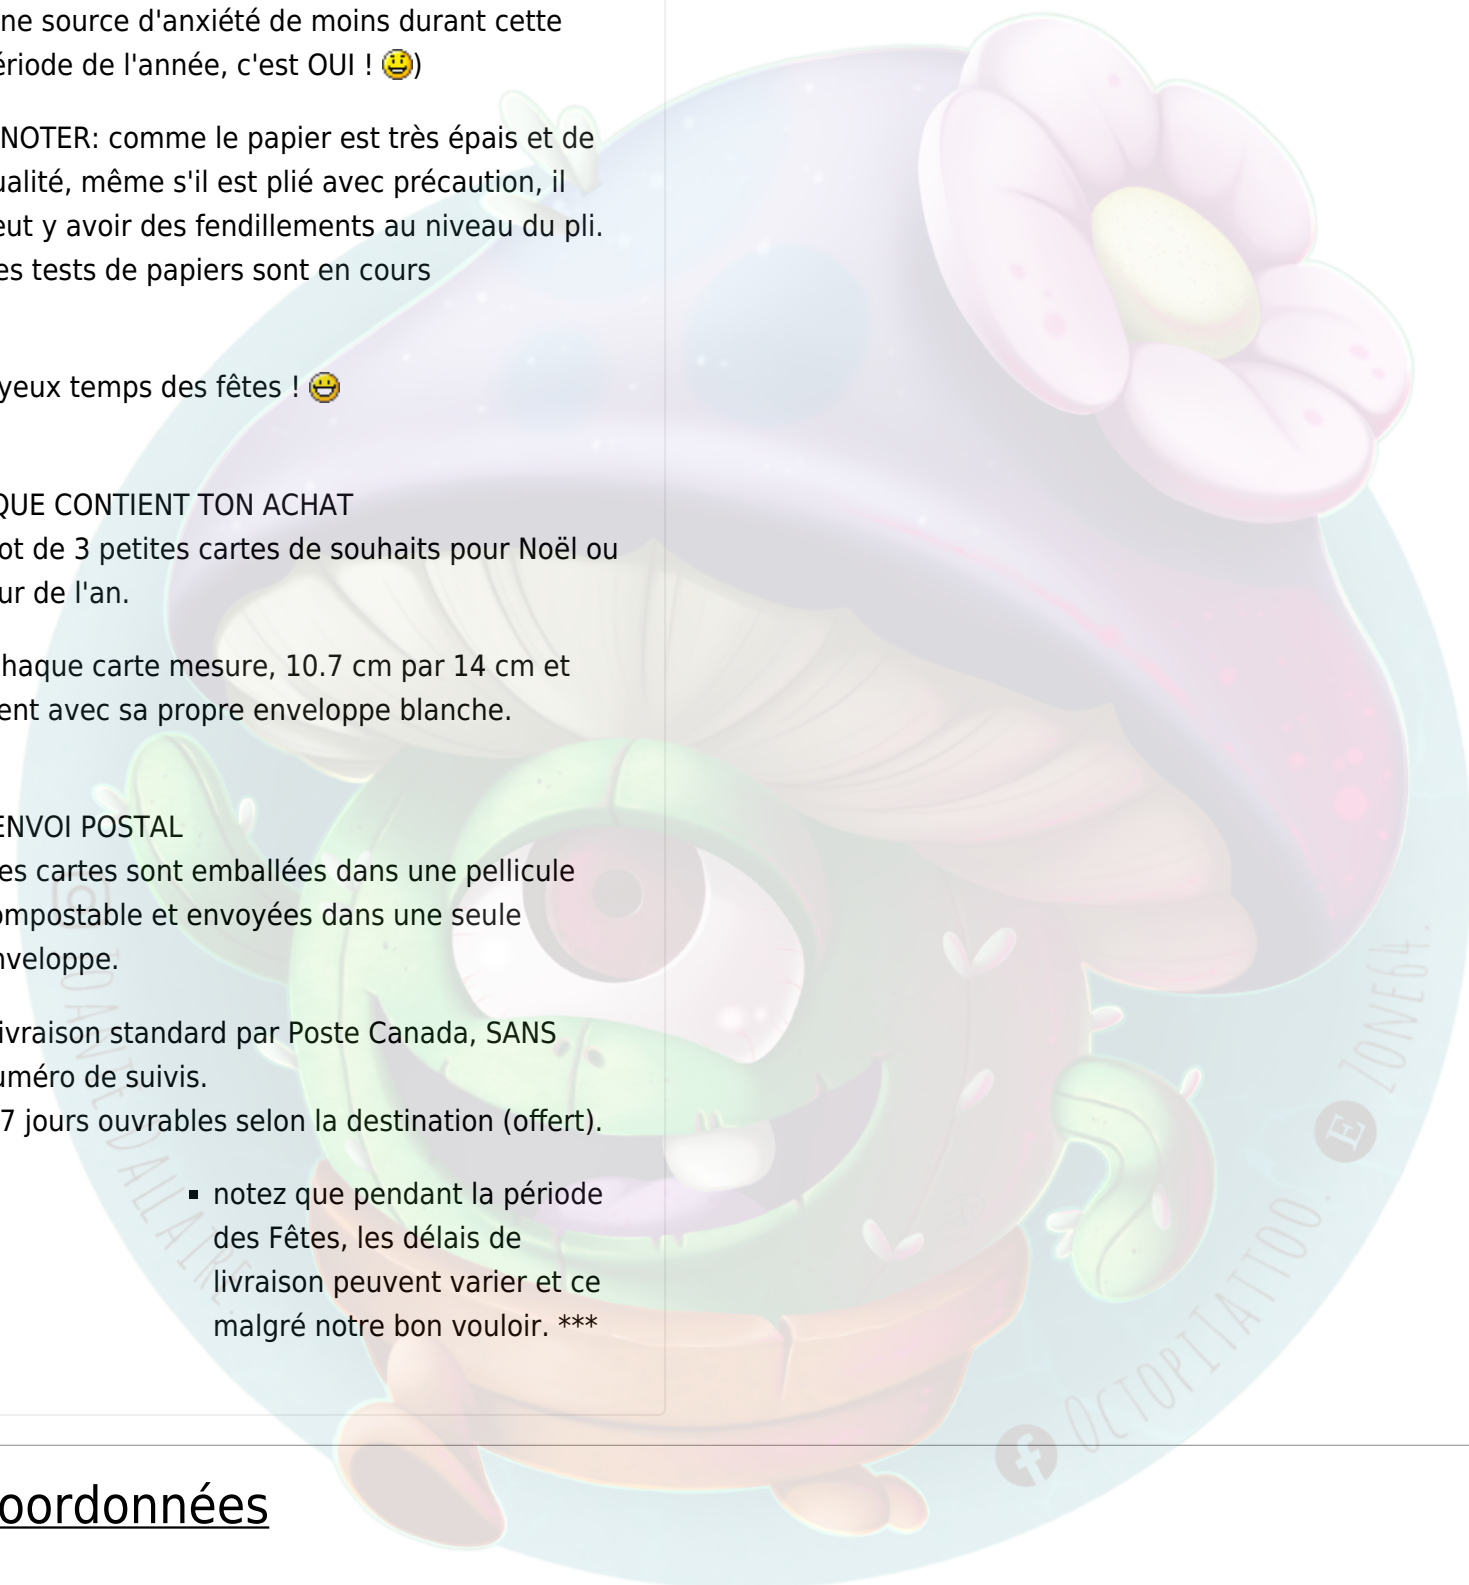 ne source d'anxiété de moins durant cette
ériode de l'année, c'est OUI ! 😃)
NOTER: comme le papier est très épais et de
ualité, même s'il est plié avec précaution, il
eut y avoir des fendillements au niveau du pli.
es tests de papiers sont en cours
yeux temps des fêtes ! 😀
QUE CONTIENT TON ACHAT
ot de 3 petites cartes de souhaits pour Noël ou
ur de l'an.
haque carte mesure, 10.7 cm par 14 cm et
ent avec sa propre enveloppe blanche.
ENVOI POSTAL
es cartes sont emballées dans une pellicule
ompostable et envoyées dans une seule
nveloppe.
ivraison standard par Poste Canada, SANS
uméro de suivis.
7 jours ouvrables selon la destination (offert).
▪ notez que pendant la période
des Fêtes, les délais de
livraison peuvent varier et ce
malgré notre bon vouloir. ***
oordonnées
DALLAIRE.
OCTOPITATTOO.
ZONE64.